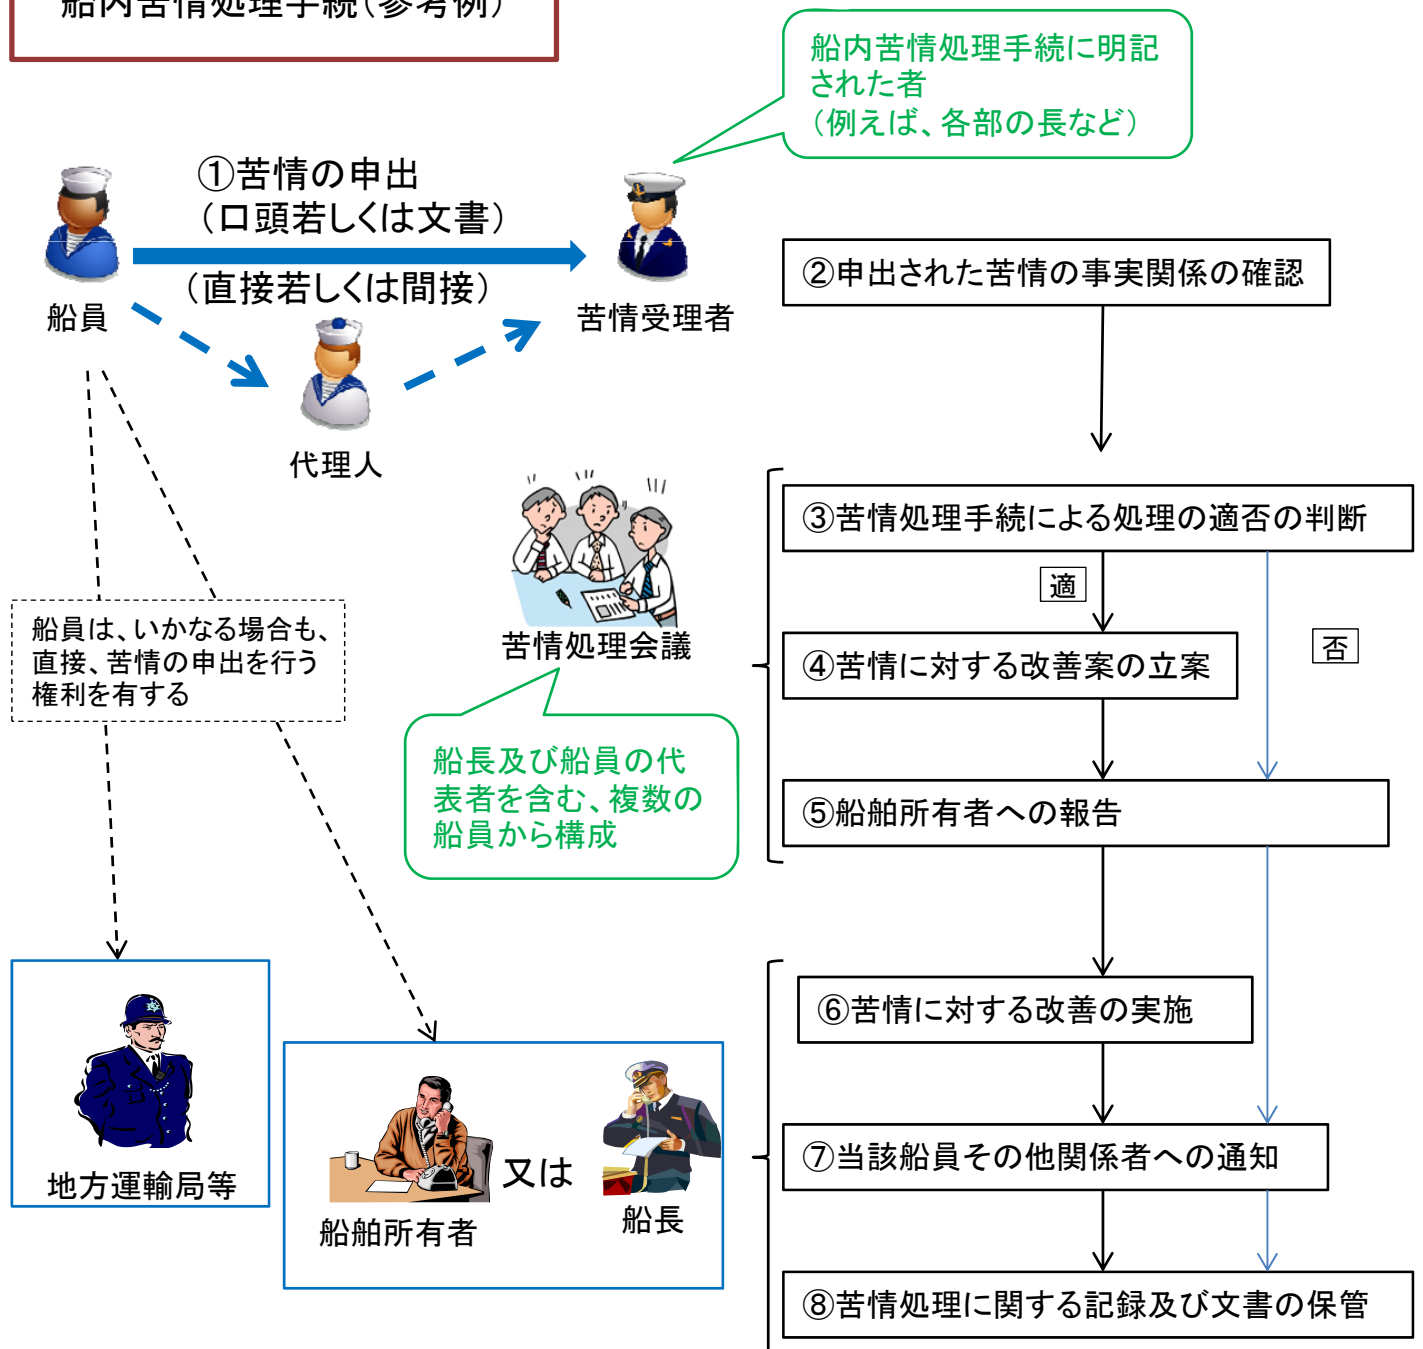 船内苦情処理手続（参考例）
船内苦情処理手続に明記
された者
（例えば、各部の長など）
①苦情の申出
（口頭若しくは文書）
（直接若しくは間接）
船員
苦情受理者
代理人
②申出された苦情の事実関係の確認
③苦情処理手続による処理の適否の判断
適
否
苦情処理会議
④苦情に対する改善案の立案
船員は、いかなる場合も、
直接、苦情の申出を行う
権利を有する
船長及び船員の代
表者を含む、複数の
船員から構成
⑤船舶所有者への報告
⑥苦情に対する改善の実施
⑦当該船員その他関係者への通知
地方運輸局等
又は
船舶所有者
船長
⑧苦情処理に関する記録及び文書の保管